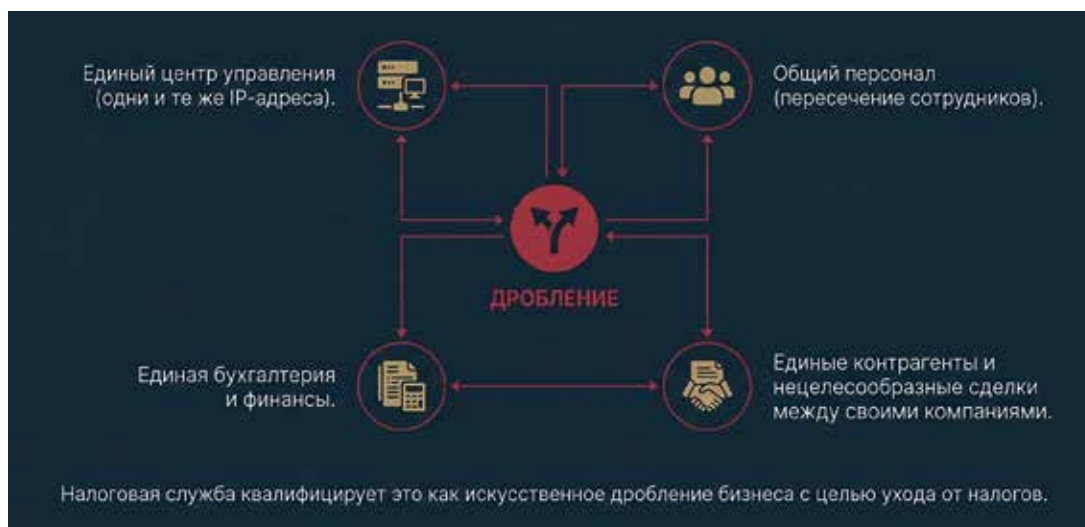 Единый центр управления
(одни и те же IP-адреса).
Общий персонал
(пересечение сотрудников).
ДРОБЛЕНИЕ
Единая бухгалтерия
и финансы.
Единые контрагенты и
нецелесообразные сделки
между своими компаниями.
Налоговая служба квалифицирует это как искусственное дробление бизнеса с целью ухода от налогов.